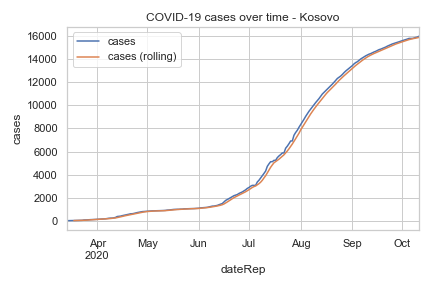 COVID-19 cases over time - Kosovo
cases
cases (rolling)
16000
14000
12000
10000
8000
6000
4000
2000
0
cases
Apr
2020
May
Jun
Jul
Aug
Sep
Oct
dateRep